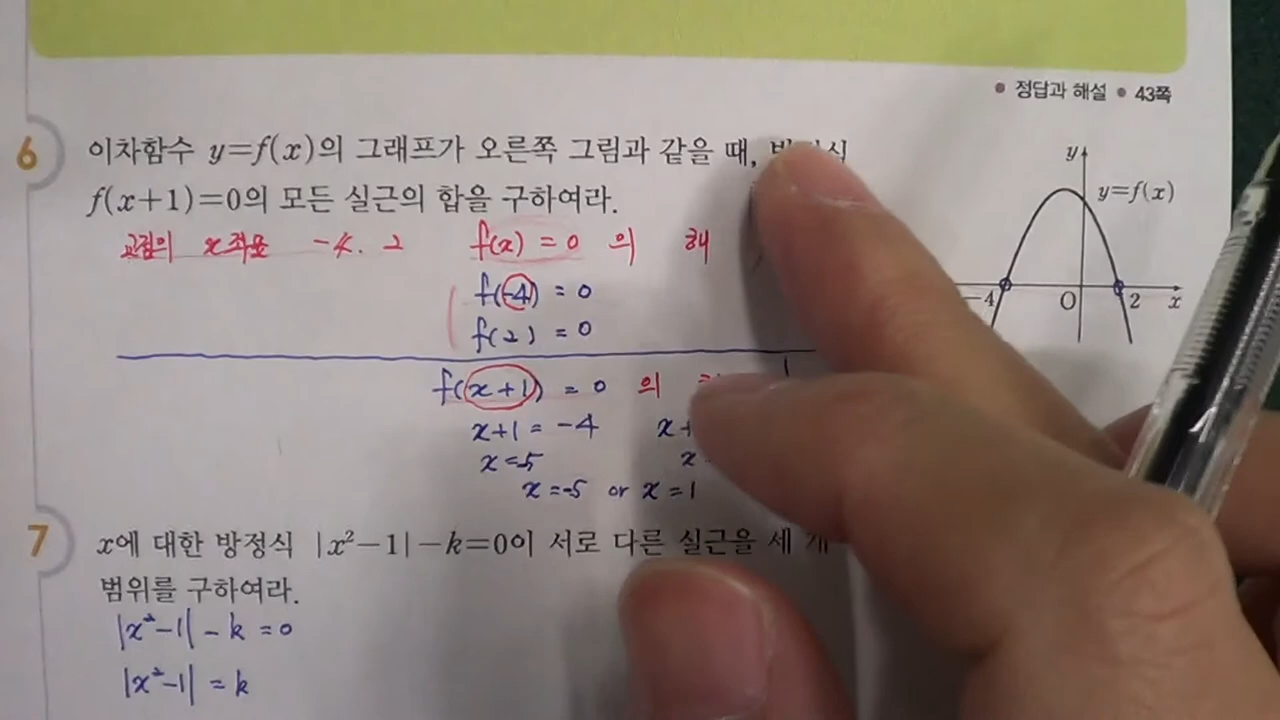 정답과 해설 • 43쪽
6
이차함수 y=f(x)의 그래프가 오른쪽 그림과 같을 때,
f(x+1)=0의 모든 실근의 합을 구하여라.
교점의 x좌표 -4. 2 f(x) = 0 의 해
f(-4) = 0
f(2) = 0
f(x+1) = 0 의
x+1 = -4 x+
x=-5 x
x=-5 or x=1
y
y=f(x)
-4 O 2 x
7
x에 대한 방정식 |x²-1|-k=0이 서로 다른 실근을 세 개
범위를 구하여라.
|x²-1| - k = 0
|x²-1| = k